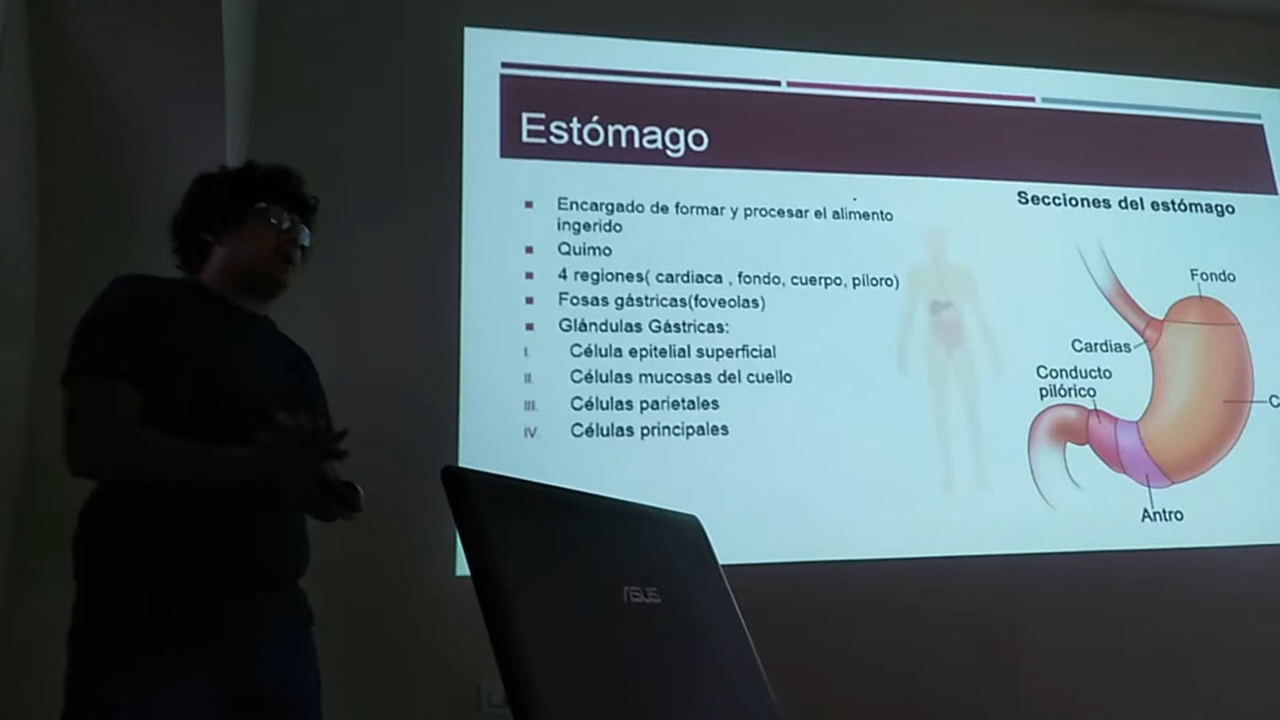 Estómago
Encargado de formar y procesar el alimento
ingerido
Quimo
4 regiones( cardiaca , fondo, cuerpo, piloro)
Fosas gástricas(foveolas)
Glándulas Gástricas:
I. Célula epitelial superficial
II. Células mucosas del cuello
III. Células parietales
IV. Células principales
Secciones del estómago
Fondo
Cardias
Conducto
pilórico
C
Antro
ASUS